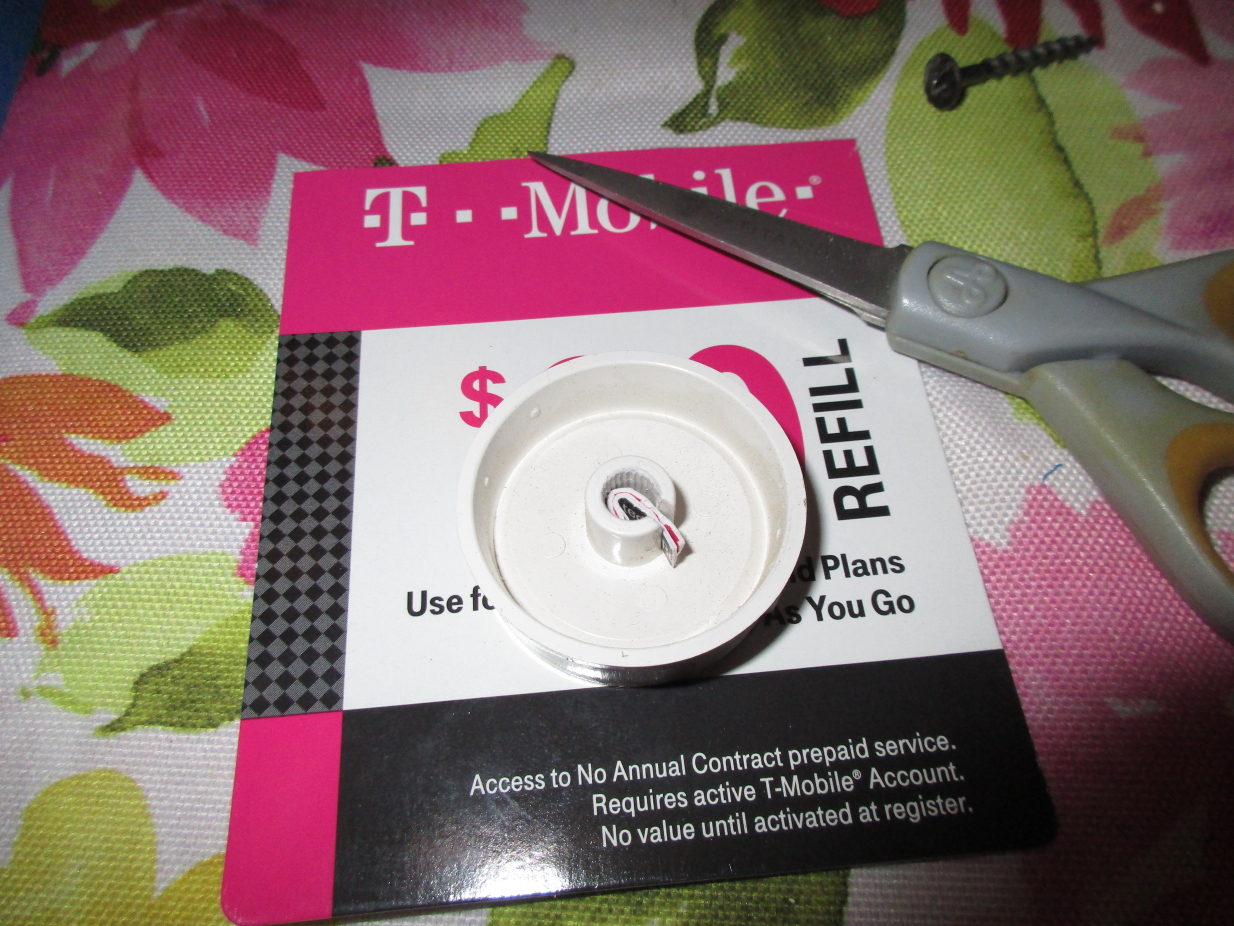 T··Mobile·®
$
REFILL
Use
Plans
As You Go
Access to No Annual Contract prepaid service.
Requires active T-Mobile® Account.
No value until activated at register.